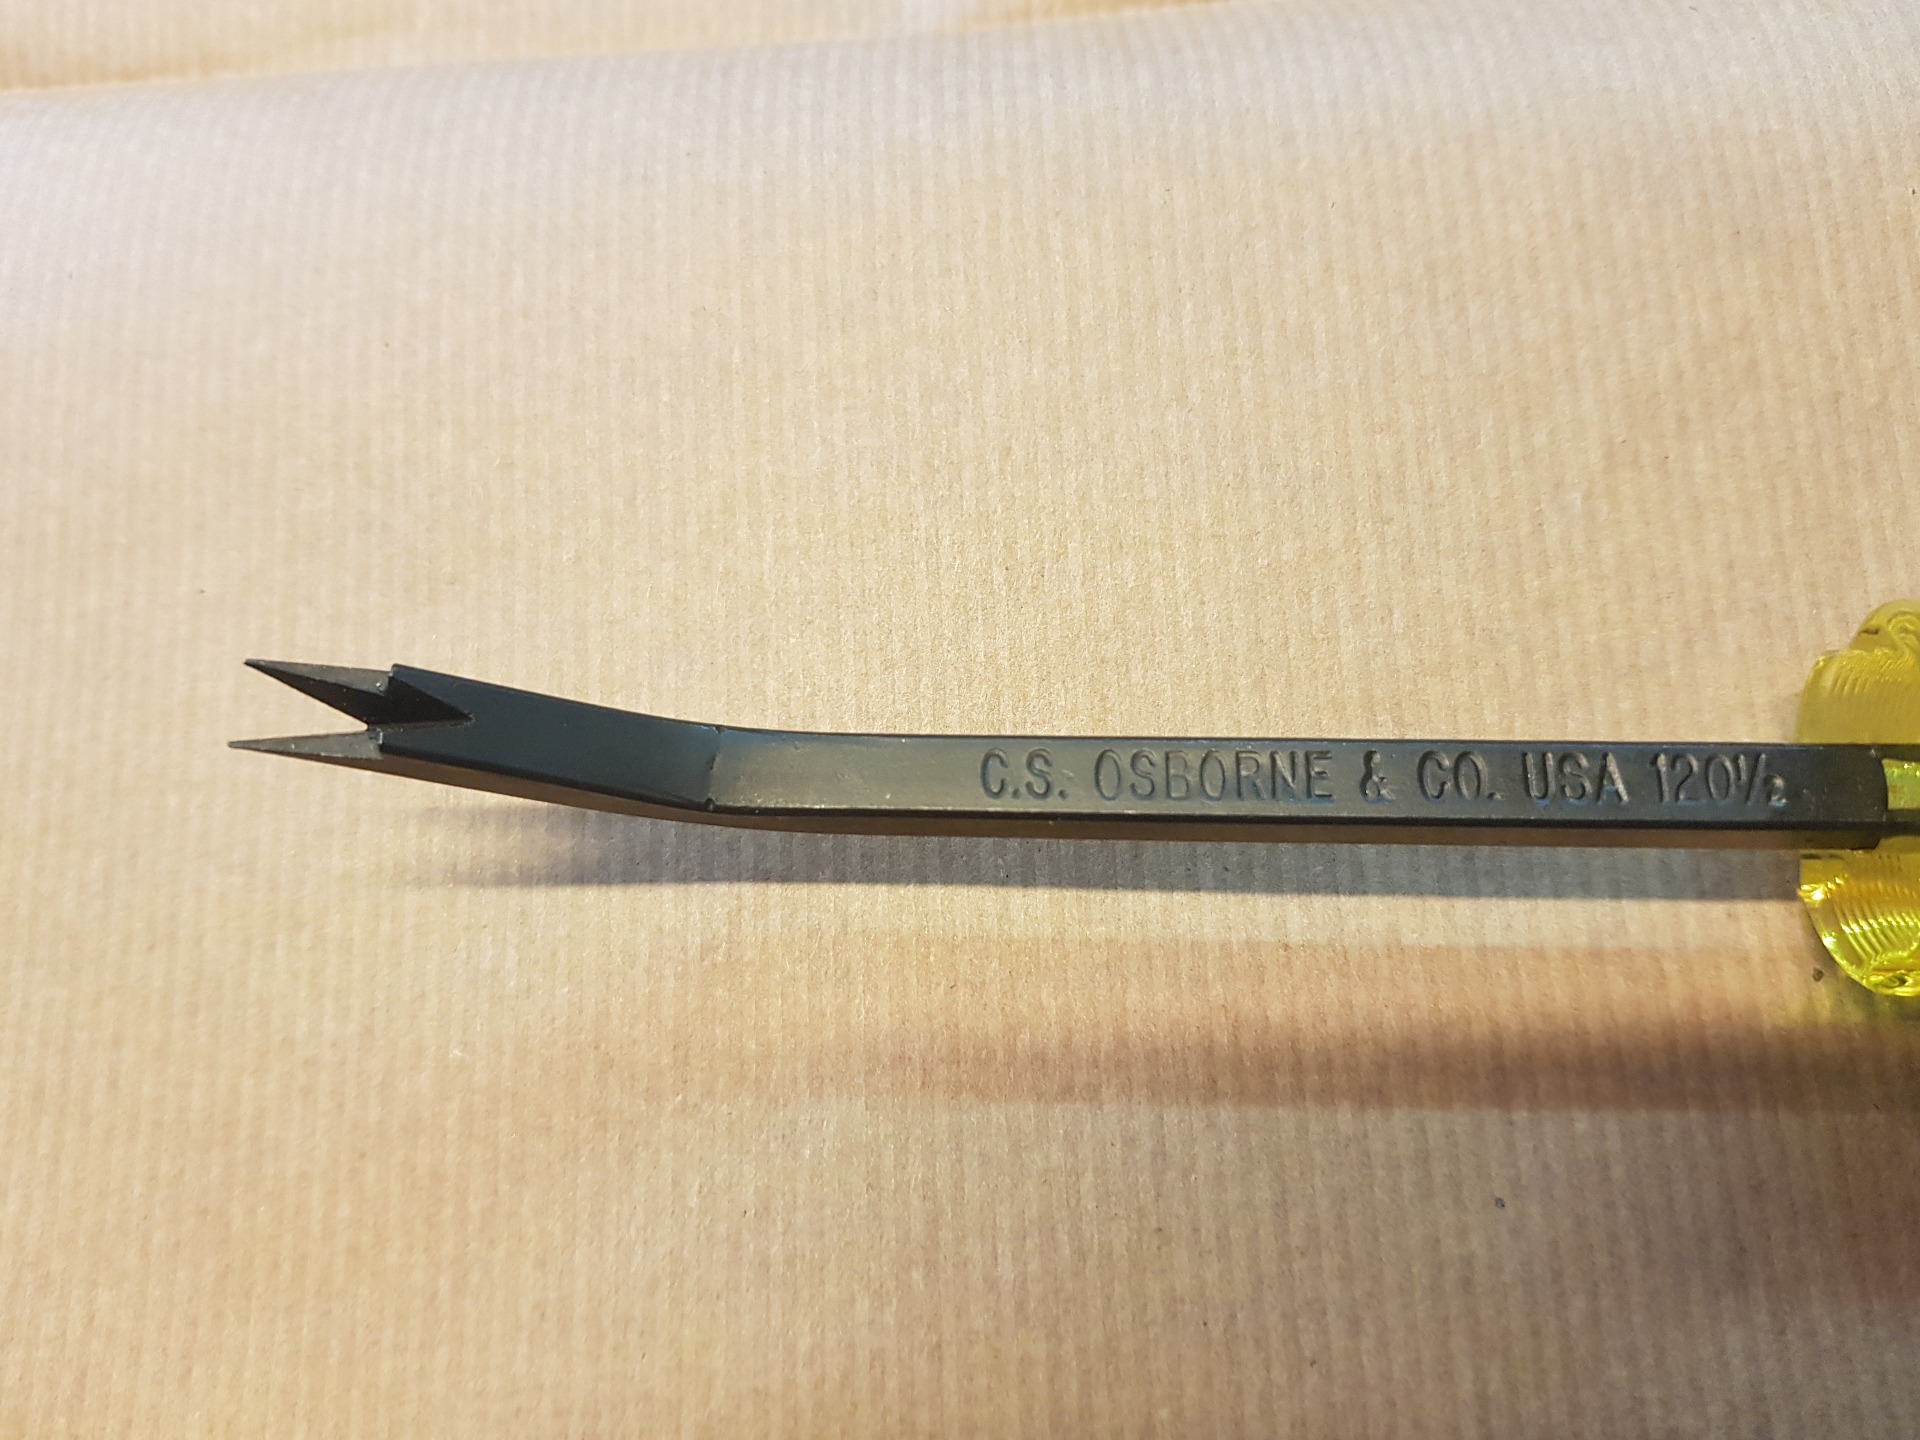 C.S. OSBORNE & CO. USA 120½